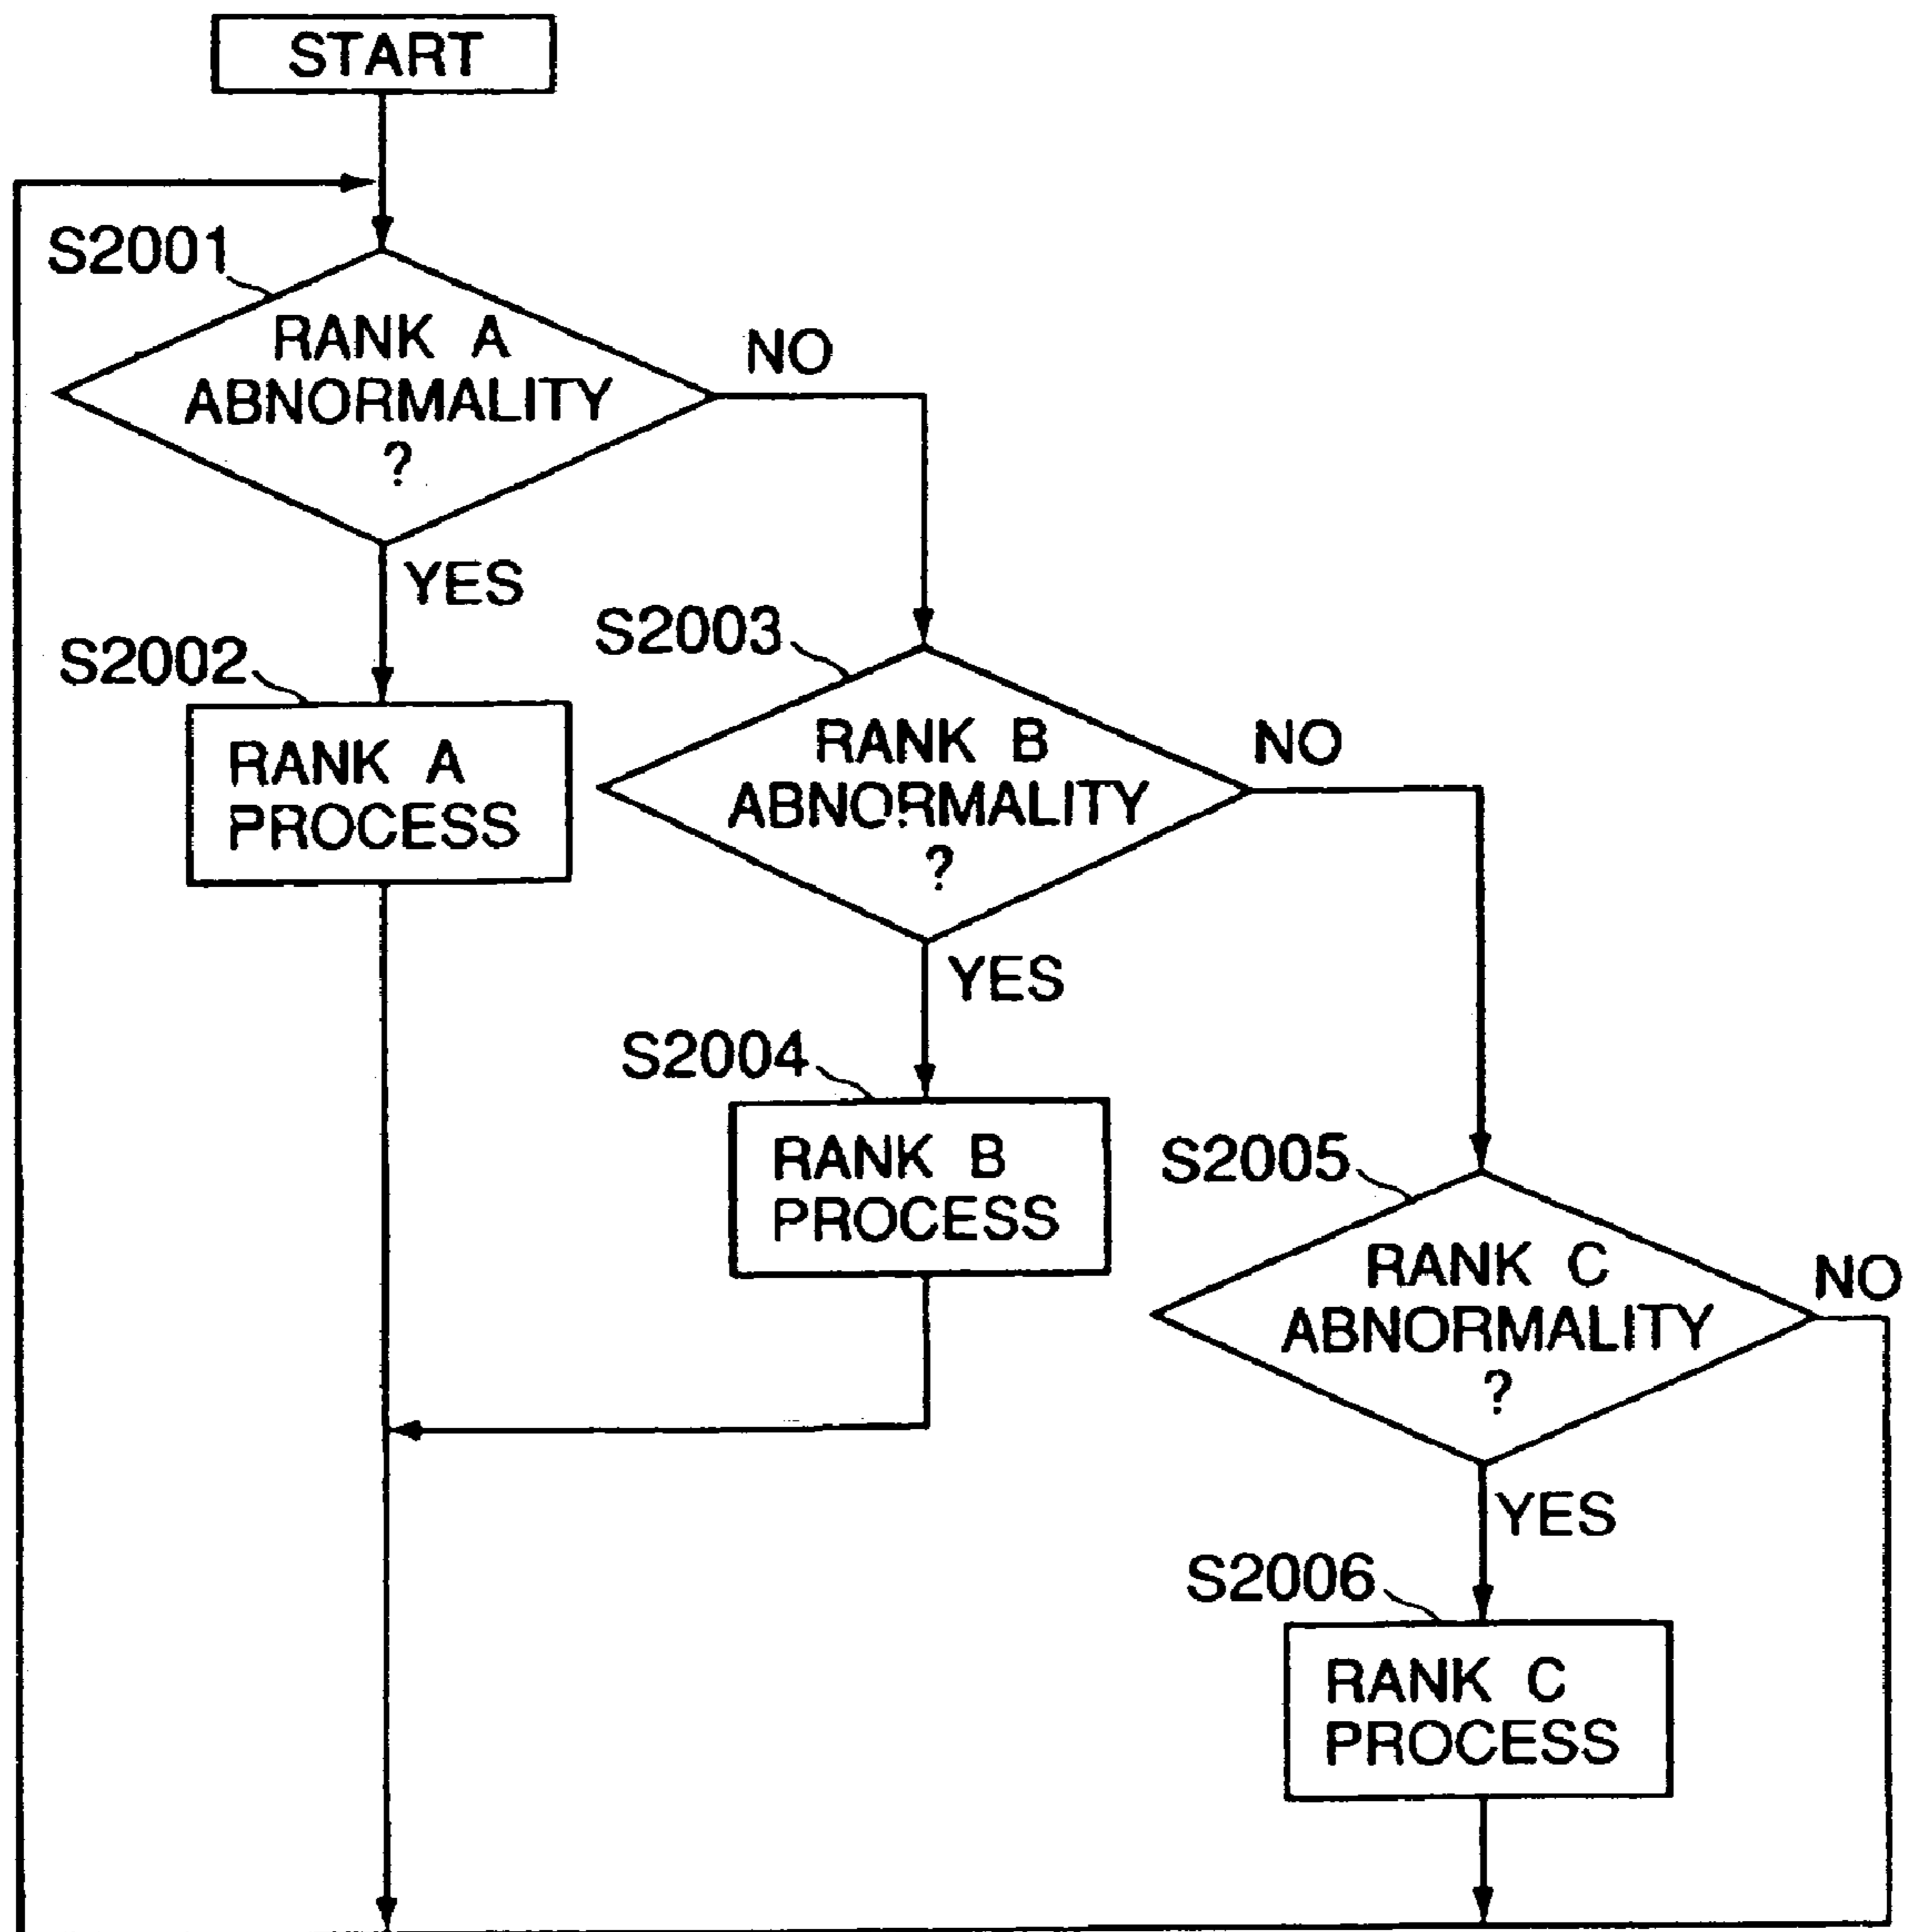 START
S2001
RANK A
ABNORMALITY
?
NO
YES
S2002
RANK A
PROCESS
S2003
RANK B
ABNORMALITY
?
NO
YES
S2004
RANK B
PROCESS
S2005
RANK C
ABNORMALITY
?
NO
YES
S2006
RANK C
PROCESS